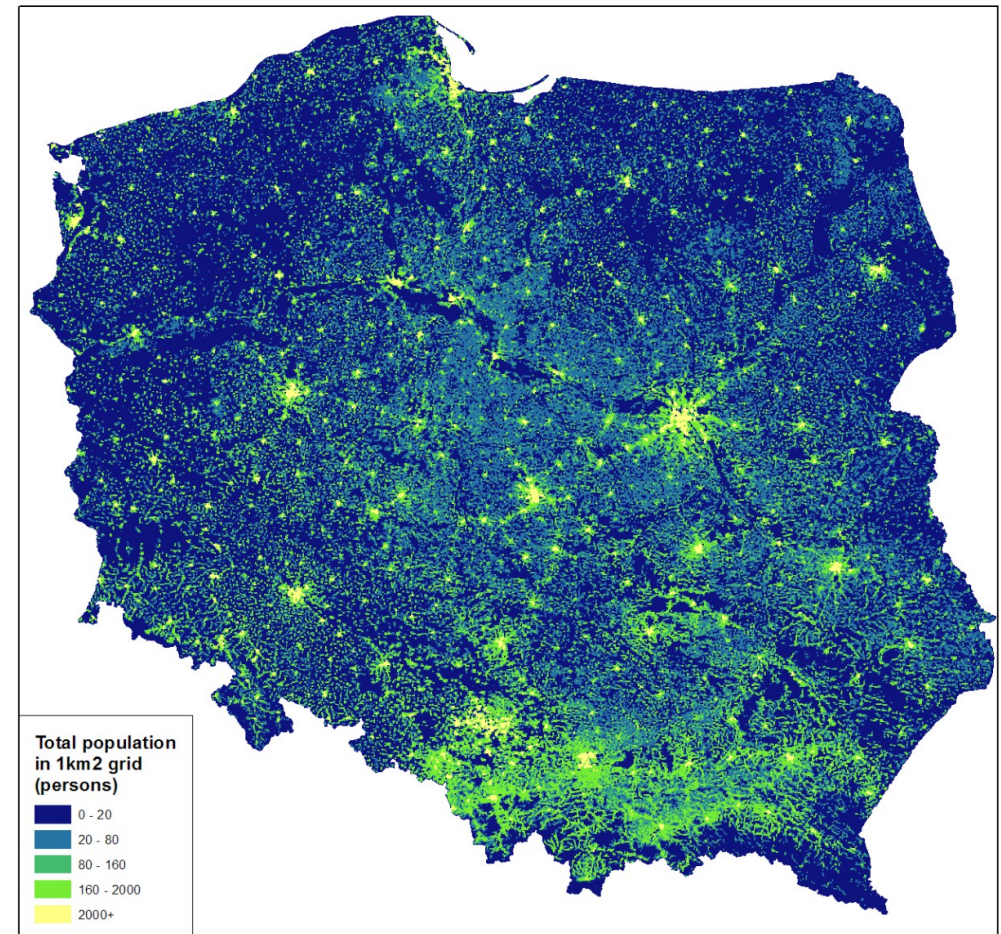 Total population
in 1km2 grid
(persons)
0 - 20
20 - 80
80 - 160
160 - 2000
2000+